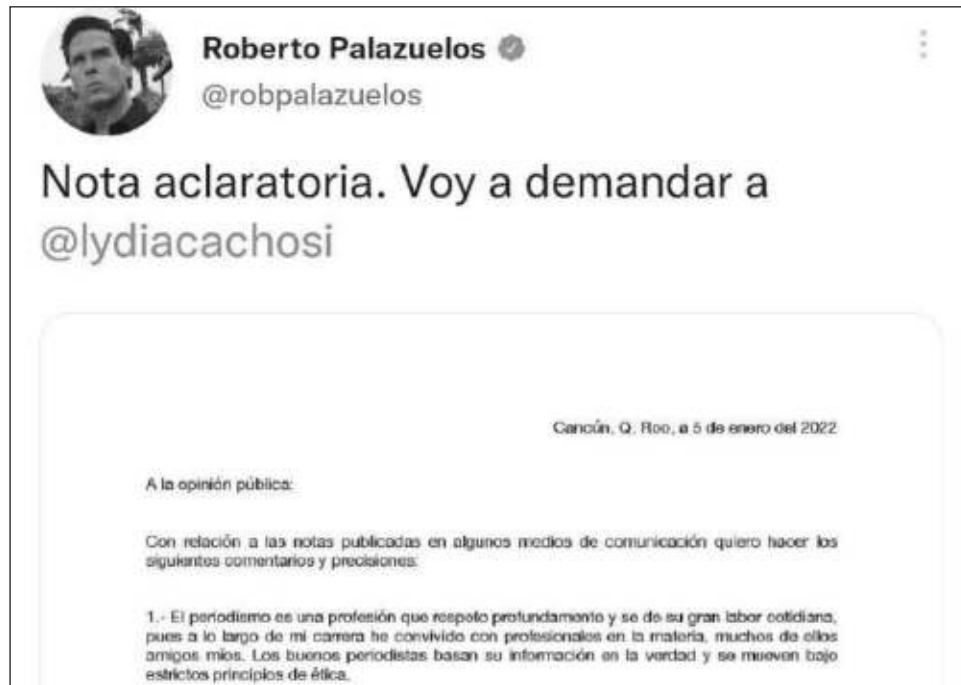 Roberto Palazuelos
@robpalazuelos
Nota aclaratoria. Voy a demandar a
@lydiacachosi
Cancún, Q. Roo, a 5 de enero del 2022
A la opinión pública:
Con relación a las notas publicadas en algunos medios de comunicación quiero hacer los
siguientes comentarios y precisiones:
1.- El periodismo es una profesión que respeto profundamente y se de su gran labor cotidiana,
pues a lo largo de mi carrera he convivido con profesionales en la materia, muchos de ellos
amigos míos. Los buenos periodistas basan su información en la verdad y se mueven bajo
estrictos principios de ética.